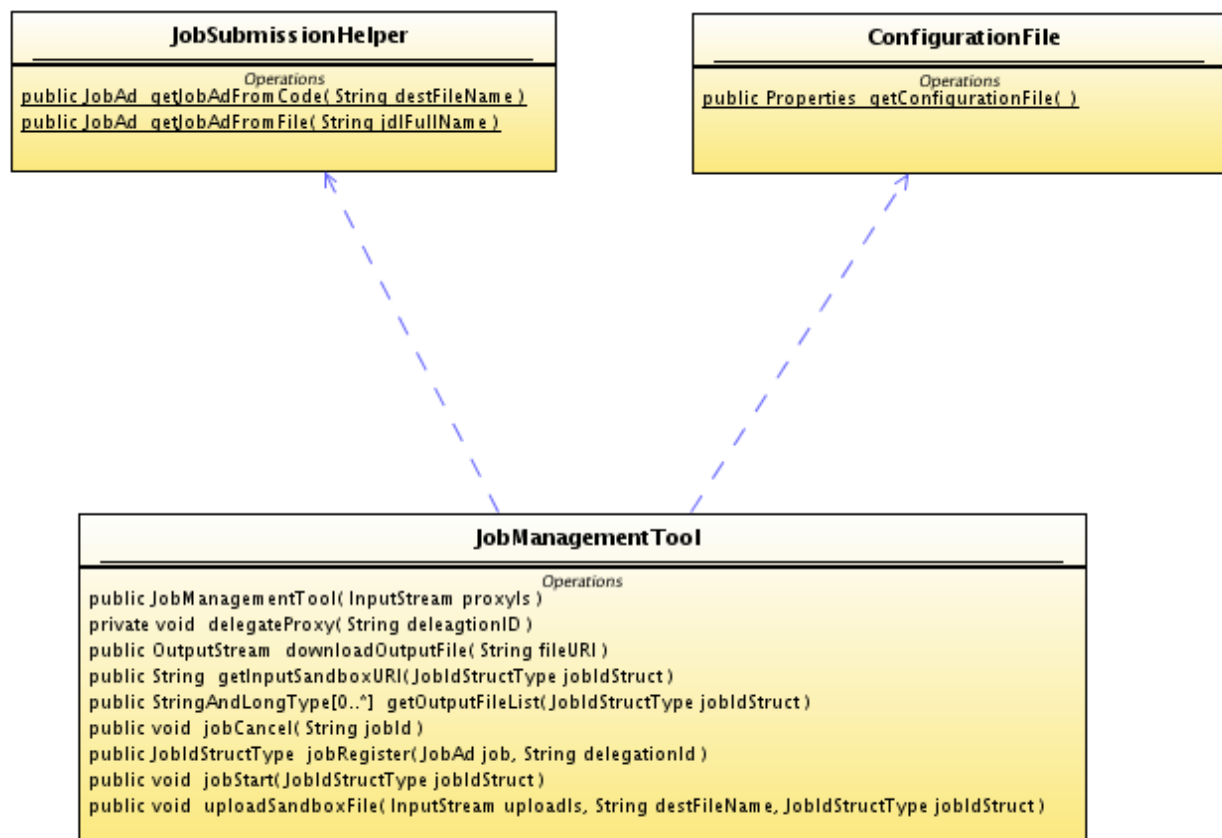 JobSubmissionHelper
Operations
public JobAd getJobAdFromCode( String destFileName )
public JobAd getJobAdFromFile( String jdlFullName )
ConfigurationFile
Operations
public Properties getConfigurationFile( )
JobManagementTool
Operations
public JobManagementTool( InputStream proxyIs )
private void delegateProxy( String deleagtionID )
public OutputStream downloadOutputFile( String fileURI )
public String getInputSandboxURI( JobIdStructType jobIdStruct )
public StringAndLongType[0..*] getOutputFileList( JobIdStructType jobIdStruct )
public void jobCancel( String jobId )
public JobIdStructType jobRegister( JobAd job, String delegationId )
public void jobStart( JobIdStructType jobIdStruct )
public void uploadSandboxFile( InputStream uploadIs, String destFileName, JobIdStructType jobIdStruct )